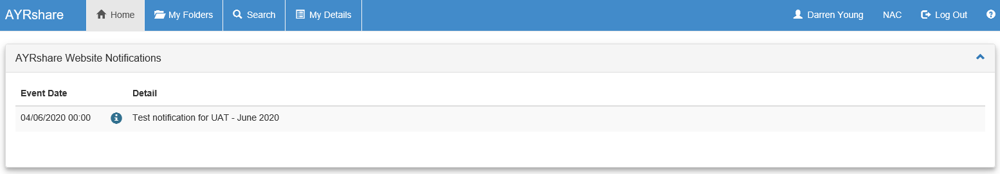 AYRshare Home My Folders Search My Details Darren Young NAC Log Out ?
AYRshare Website Notifications
Event Date Detail
04/06/2020 00:00 i Test notification for UAT - June 2020